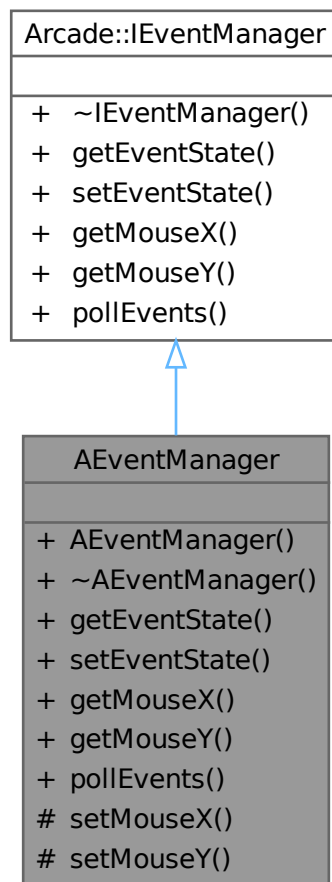 Arcade::IEventManager
+ ~IEventManager()
+ getEventState()
+ setEventState()
+ getMouseX()
+ getMouseY()
+ pollEvents()
AEventManager
+ AEventManager()
+ ~AEventManager()
+ getEventState()
+ setEventState()
+ getMouseX()
+ getMouseY()
+ pollEvents()
# setMouseX()
# setMouseY()